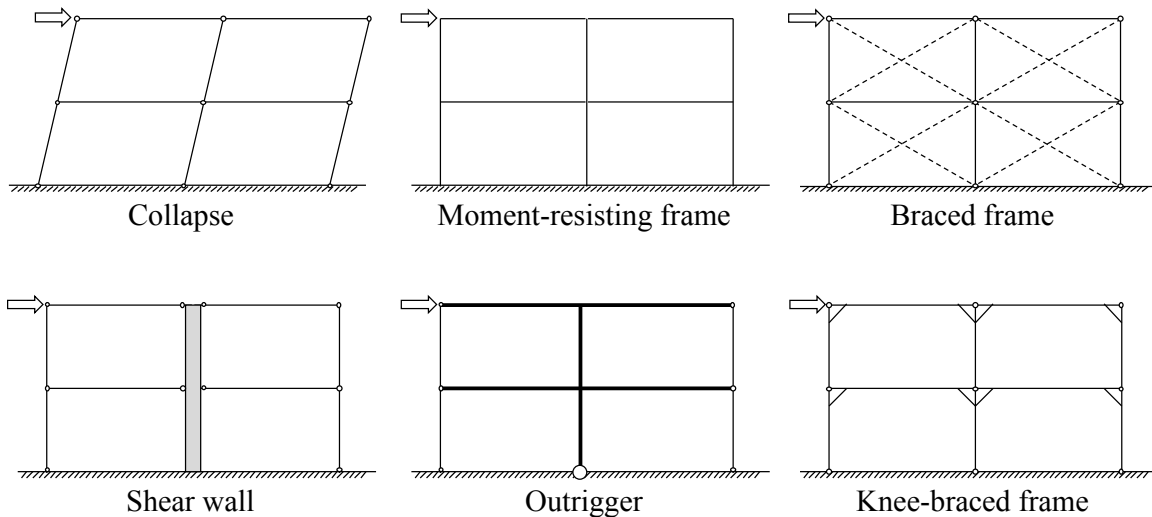 Collapse
Moment-resisting frame
Braced frame
Shear wall
Outrigger
Knee-braced frame